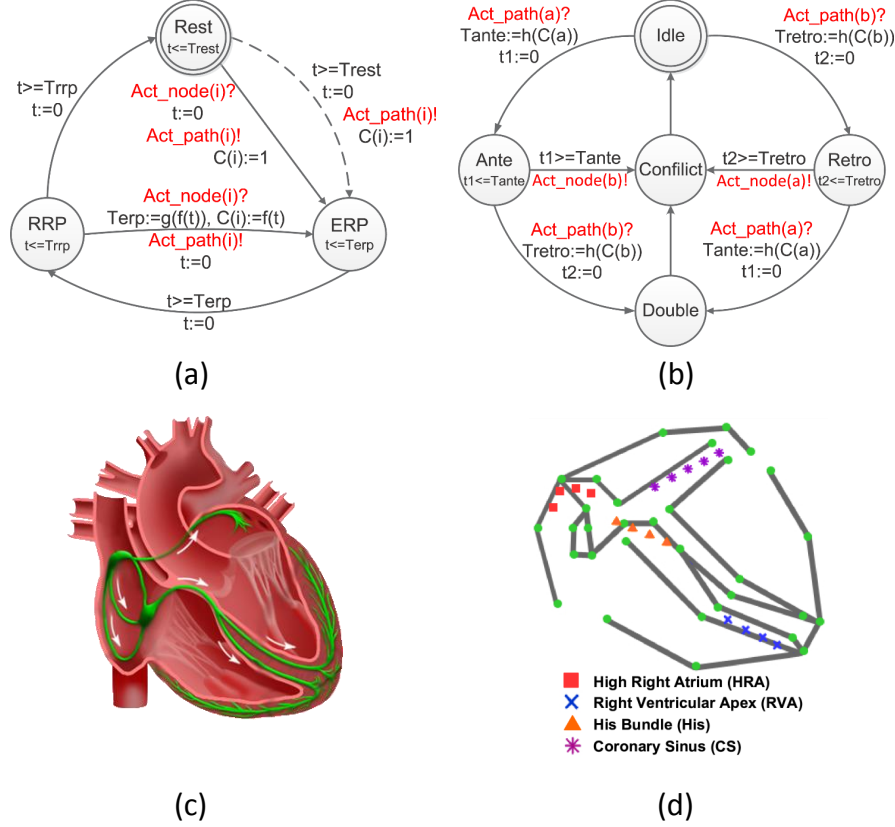 Rest
t<=Trest
t>=Trrp
t:=0
Act_node(i)?
t:=0
Act_path(i)!
C(i):=1
t>=Trest
t:=0
Act_path(i)!
C(i):=1
RRP
t<=Trrp
Act_node(i)?
Terp:=g(f(t)), C(i):=f(t)
Act_path(i)!
t:=0
ERP
t<=Terp
t>=Terp
t:=0
(a)
Act_path(a)?
Tante:=h(C(a))
t1:=0
Idle
Act_path(b)?
Tretro:=h(C(b))
t2:=0
Ante
t1<=Tante
t1>=Tante
Act_node(b)!
Confilict
t2>=Tretro
Act_node(a)!
Retro
t2<=Tretro
Act_path(b)?
Tretro:=h(C(b))
t2:=0
Act_path(a)?
Tante:=h(C(a))
t1:=0
Double
(b)
(c)
High Right Atrium (HRA)
Right Ventricular Apex (RVA)
His Bundle (His)
Coronary Sinus (CS)
(d)